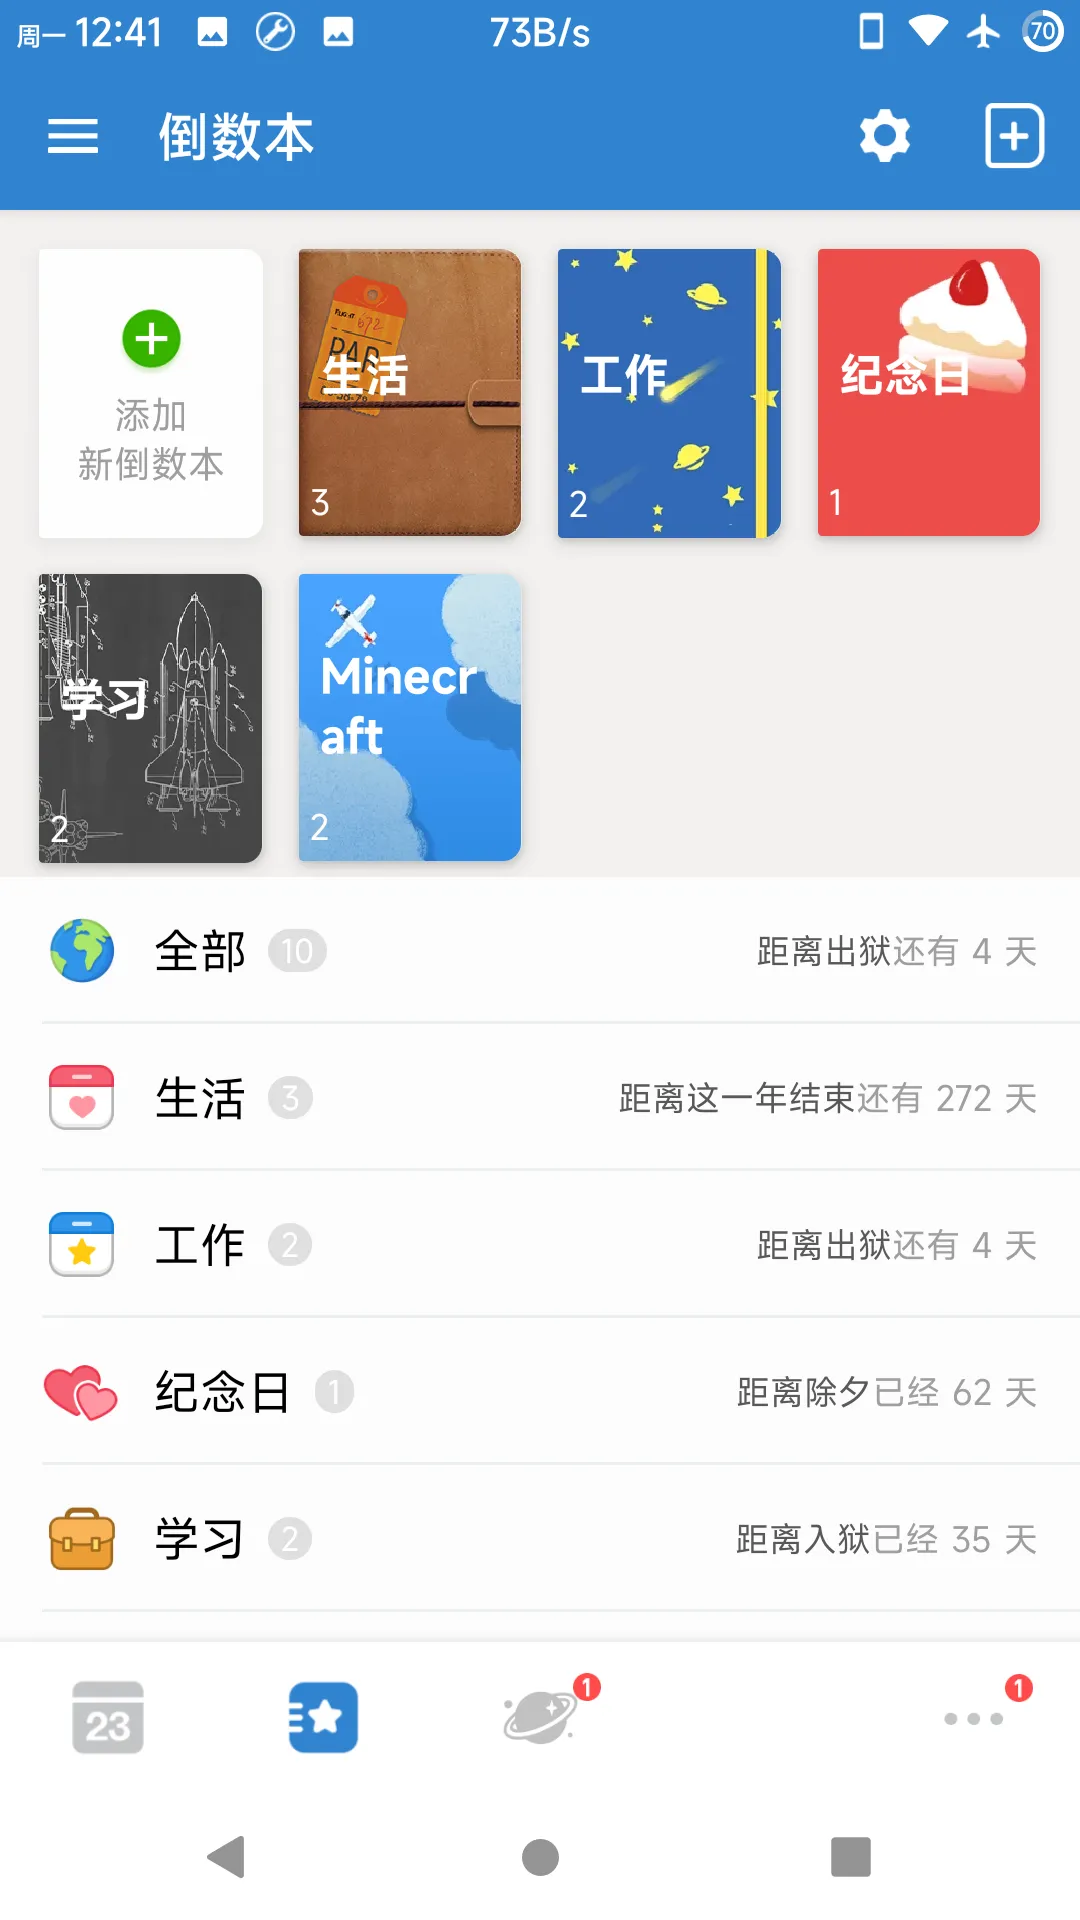 周一 12:41 73B/s 70
倒数本
添加
新倒数本
生活
3
工作
2
纪念日
1
学习
2
Minecr
aft
2
全部 10 距离出狱还有 4 天
生活 3 距离这一年结束还有 272 天
工作 2 距离出狱还有 4 天
纪念日 1 距离除夕已经 62 天
学习 2 距离入狱已经 35 天
23 1 1